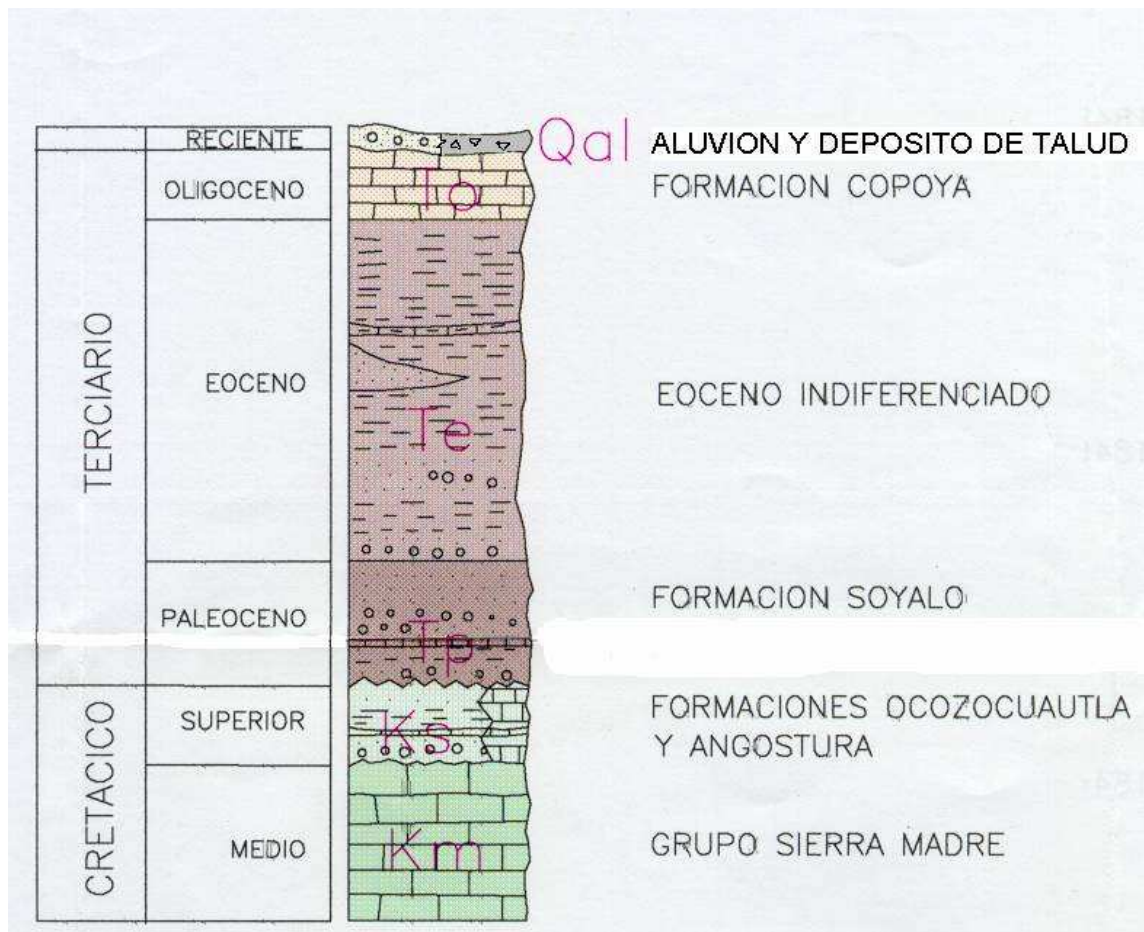 RECIENTE
Qal
ALUVION Y DEPOSITO DE TALUD
OLIGOCENO
To
FORMACION COPOYA
TERCIARIO
EOCENO
Te
EOCENO INDIFERENCIADO
PALEOCENO
Tp
FORMACION SOYALO
CRETACICO
SUPERIOR
Ks
FORMACIONES OCOZOCUAUTLA
Y ANGOSTURA
MEDIO
Km
GRUPO SIERRA MADRE